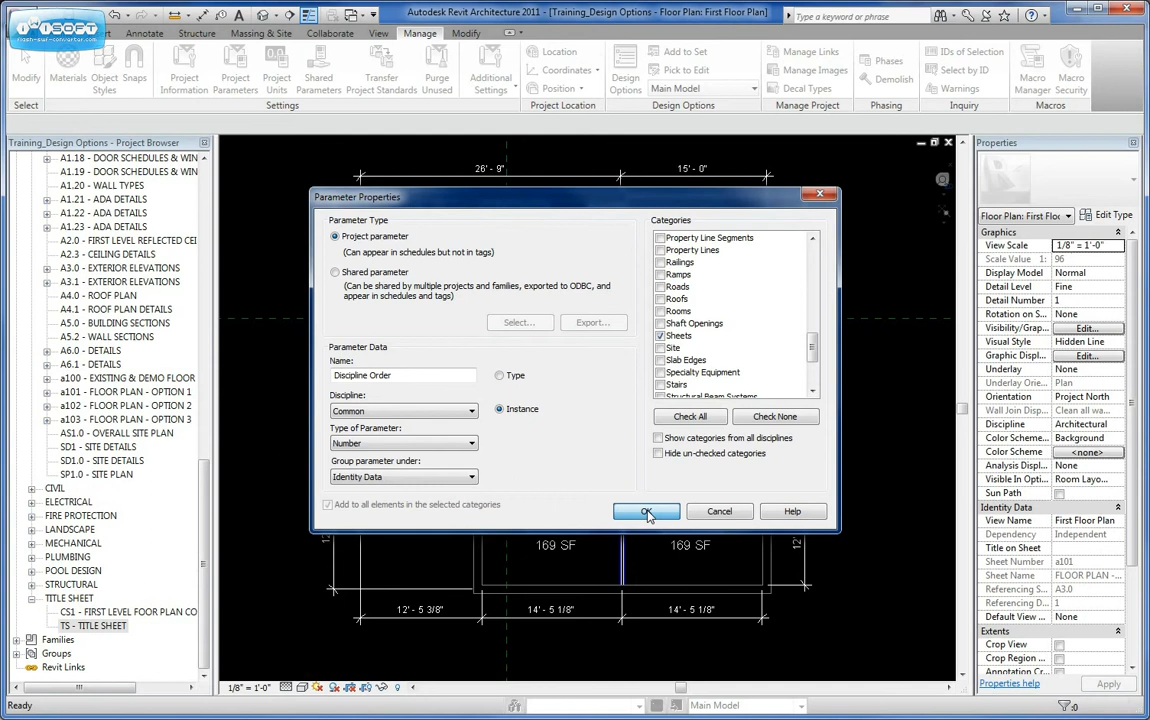 Autodesk Revit Architecture 2011 - [Training_Design Options - Floor Plan: First Floor Plan]
Type a keyword or phrase
iWiSOFT
flash-swf-converter.com
Annotate Structure Massing & Site Collaborate View Manage Modify
Modify Materials Object Styles Snaps Project Information Project Parameters Project Units Shared Parameters Transfer Project Standards Purge Unused Additional Settings
Location
Coordinates
Position
Design Options
Add to Set
Pick to Edit
Main Model
Manage Links
Manage Images
Decal Types
Phases
Demolish
IDs of Selection
Select by ID
Warnings
Macro Manager
Macro Security
Select Settings Project Location Design Options Manage Project Phasing Inquiry Macros
Training_Design Options - Project Browser
A1.18 - DOOR SCHEDULES & WIN
A1.19 - DOOR SCHEDULES & WIN
A1.20 - WALL TYPES
A1.21 - ADA DETAILS
A1.22 - ADA DETAILS
A1.23 - ADA DETAILS
A2.0 - FIRST LEVEL REFLECTED CEI
A2.3 - CEILING DETAILS
A3.0 - EXTERIOR ELEVATIONS
A3.1 - EXTERIOR ELEVATIONS
A4.0 - ROOF PLAN
A4.1 - ROOF PLAN DETAILS
A5.0 - BUILDING SECTIONS
A5.2 - WALL SECTIONS
A6.0 - DETAILS
A6.1 - DETAILS
a100 - EXISTING & DEMO FLOOR
a101 - FLOOR PLAN - OPTION 1
a102 - FLOOR PLAN - OPTION 2
a103 - FLOOR PLAN - OPTION 3
AS1.0 - OVERALL SITE PLAN
SD1 - SITE DETAILS
SD1.0 - SITE DETAILS
SP1.0 - SITE PLAN
CIVIL
ELECTRICAL
FIRE PROTECTION
LANDSCAPE
MECHANICAL
PLUMBING
POOL DESIGN
STRUCTURAL
TITLE SHEET
CS1 - FIRST LEVEL FOOR PLAN CO
TS - TITLE SHEET
Families
Groups
Revit Links
26' - 9"
15' - 0"
Parameter Properties
Parameter Type
Project parameter
(Can appear in schedules but not in tags)
Shared parameter
(Can be shared by multiple projects and families, exported to ODBC, and
appear in schedules and tags)
Select...
Export...
Parameter Data
Name:
Discipline Order
Type
Discipline:
Common
Instance
Type of Parameter:
Number
Group parameter under:
Identity Data
Add to all elements in the selected categories
Categories
Property Line Segments
Property Lines
Railings
Ramps
Roads
Roofs
Rooms
Shaft Openings
Sheets
Site
Slab Edges
Specialty Equipment
Stairs
Structural Beam Systems
Check All
Check None
Show categories from all disciplines
Hide un-checked categories
OK
Cancel
Help
169 SF
169 SF
12' - 5 3/8"
14' - 5 1/8"
14' - 5 1/8"
Properties
Floor Plan: First Floc
Edit Type
Graphics
View Scale 1/8" = 1'-0"
Scale Value 1: 96
Display Model Normal
Detail Level Fine
Detail Number 1
Rotation on S... None
Visibility/Grap... Edit...
Visual Style Hidden Line
Graphic Displ... Edit...
Underlay None
Underlay Orie... Plan
Orientation Project North
Wall Join Displ... Clean all wa...
Discipline Architectural
Color Scheme... Background
Color Scheme <none>
Analysis Displ... None
Visible In Optio... Room Layo...
Sun Path
Identity Data
View Name First Floor Plan
Dependency Independent
Title on Sheet
Sheet Number a101
Sheet Name FLOOR PLAN -...
Referencing S... A3.0
Referencing D... 1
Default View ... None
Extents
Crop View
Crop Region ...
Annotation Cr...
Properties help
Apply
1/8" = 1'-0"
Ready
Main Model
:0